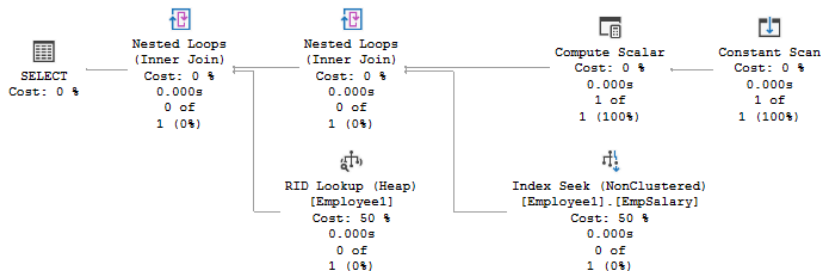 SELECT
Cost: 0 %
Nested Loops
(Inner Join)
Cost: 0 %
0.000s
0 of
1 (0%)
Nested Loops
(Inner Join)
Cost: 0 %
0.000s
0 of
1 (0%)
Compute Scalar
Cost: 0 %
0.000s
1 of
1 (100%)
Constant Scan
Cost: 0 %
0.000s
1 of
1 (100%)
RID Lookup (Heap)
[Employee1]
Cost: 50 %
0.000s
0 of
1 (0%)
Index Seek (NonClustered)
[Employee1].[EmpSalary]
Cost: 50 %
0.000s
0 of
1 (0%)